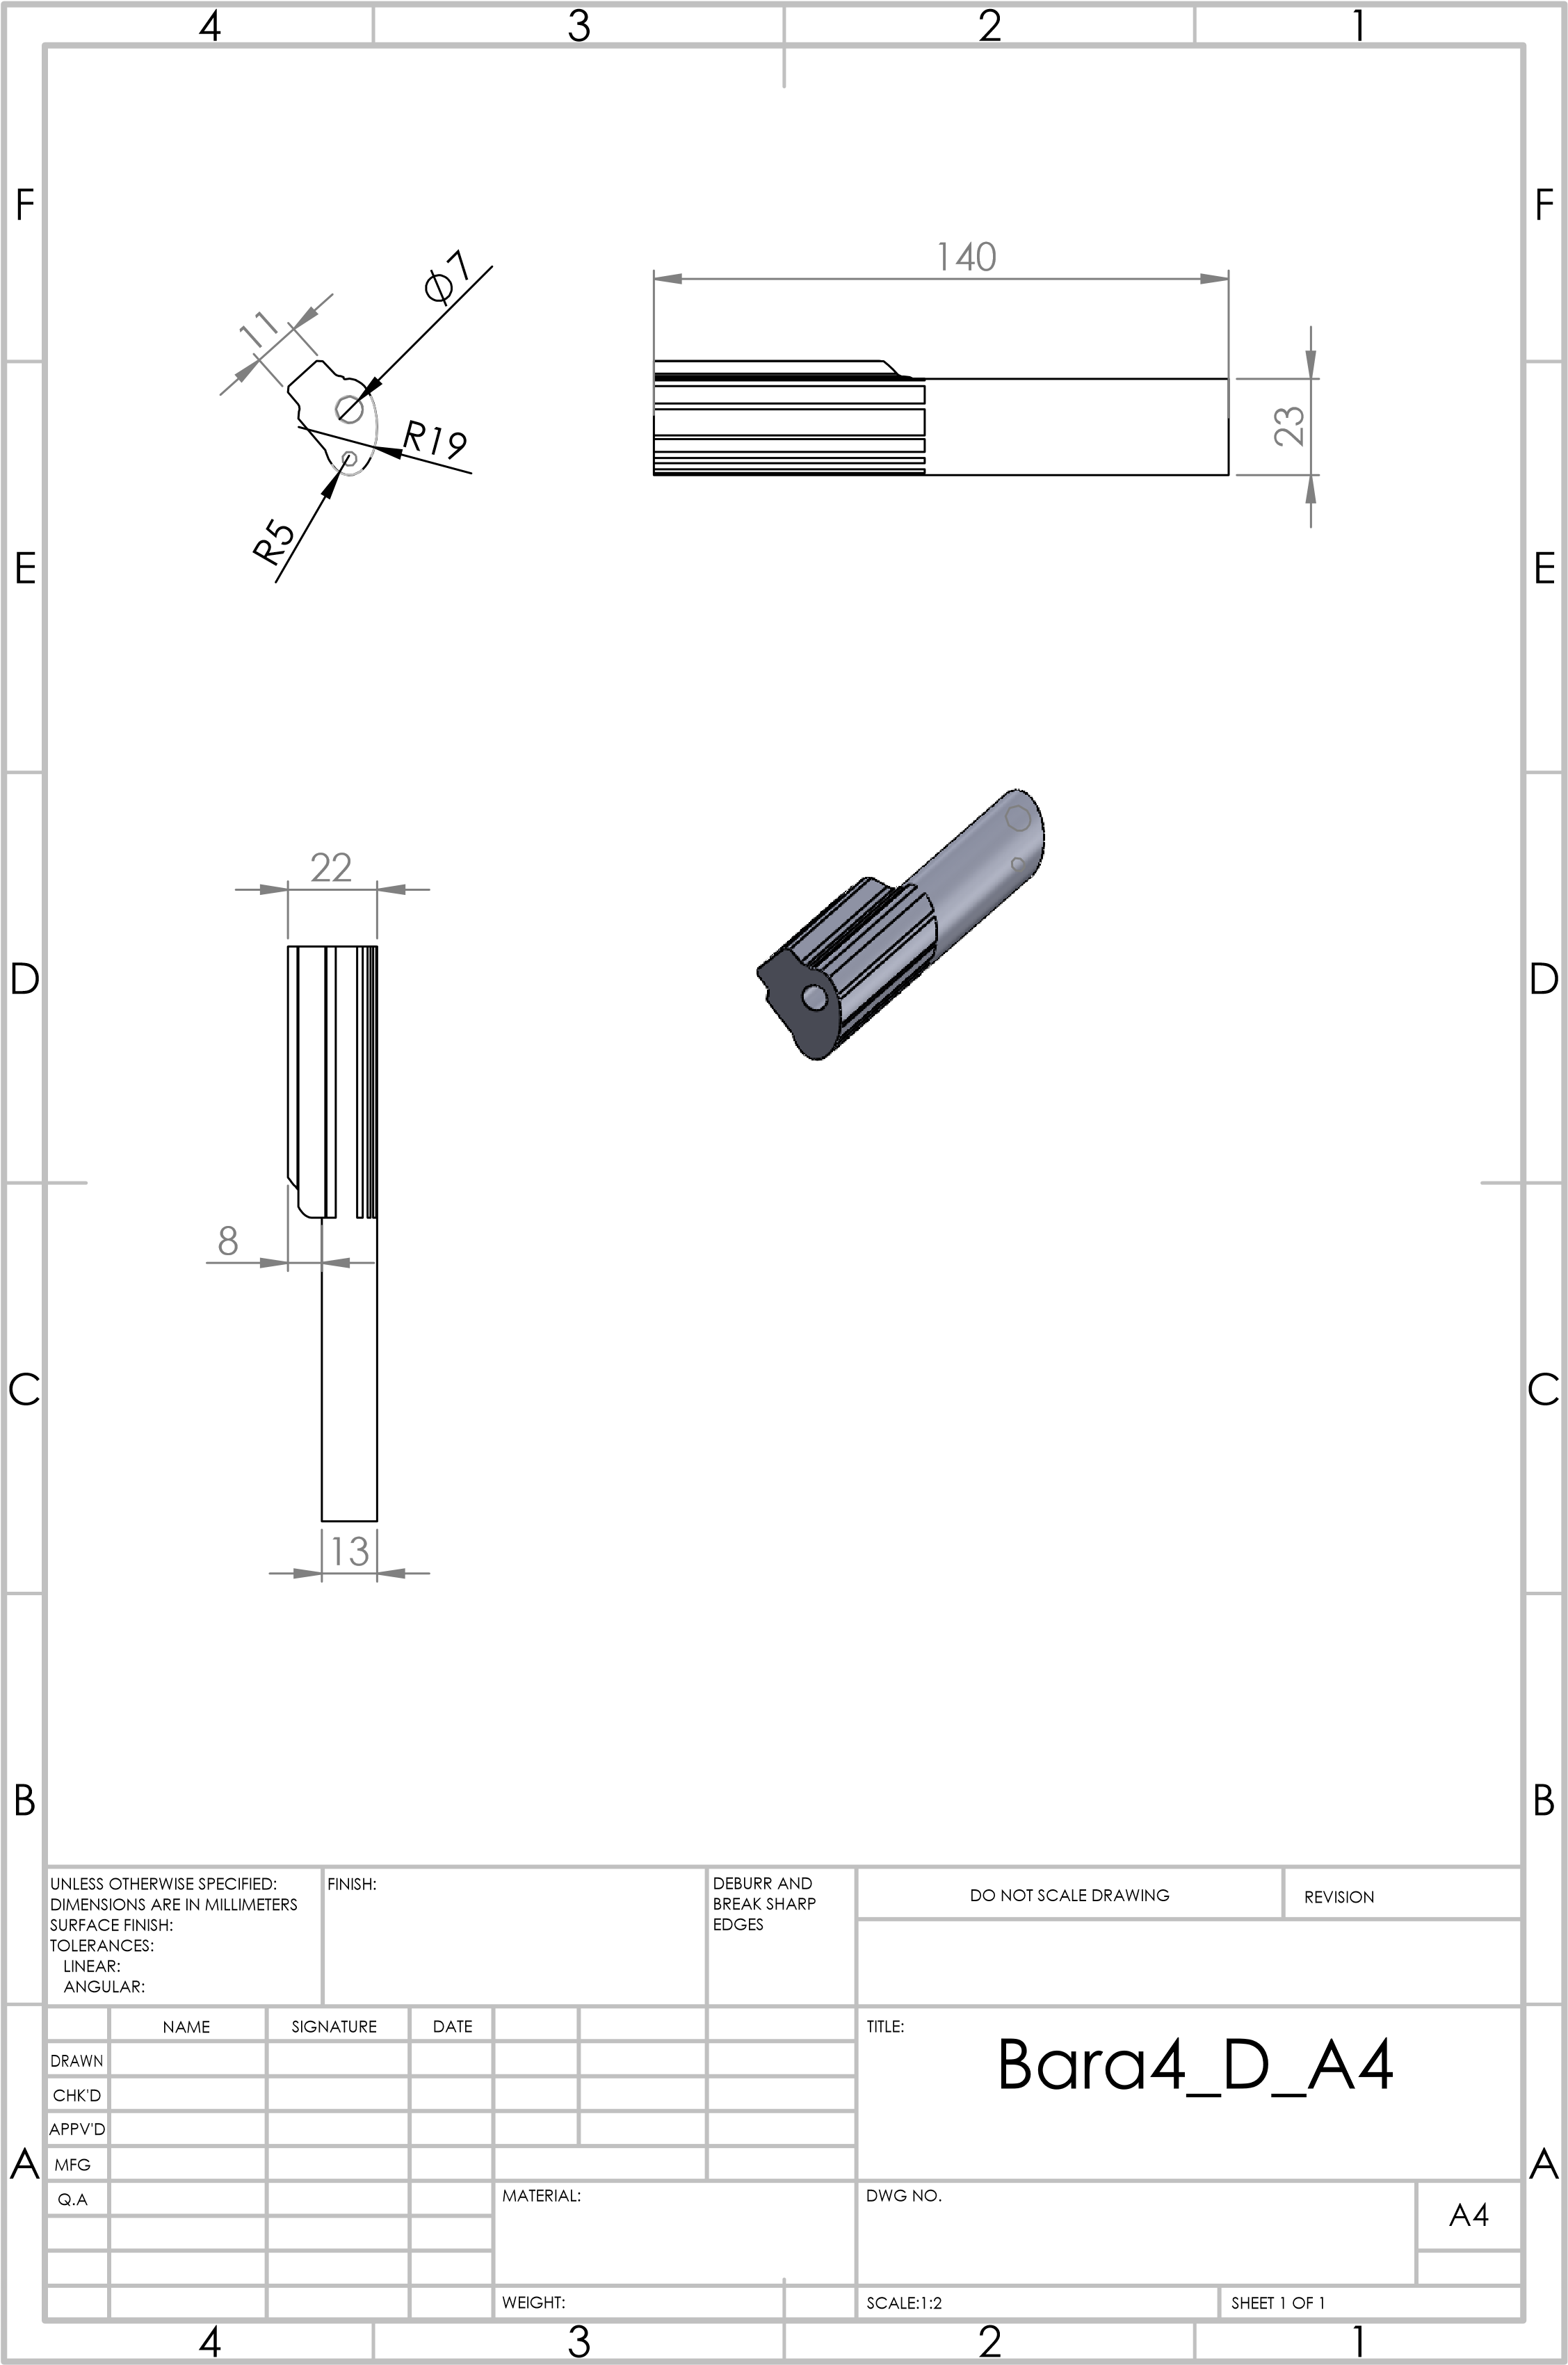 4 3 2 1
F F
140
Φ7
11
R19
23
R5
E E
22
D D
8
C C
13
B B
UNLESS OTHERWISE SPECIFIED:
DIMENSIONS ARE IN MILLIMETERS
SURFACE FINISH:
TOLERANCES:
LINEAR:
ANGULAR:
FINISH:
DEBURR AND
BREAK SHARP
EDGES
DO NOT SCALE DRAWING
REVISION
NAME SIGNATURE DATE
DRAWN
CHK'D
APPV'D
MFG
Q.A
TITLE:
Bara4_D_A4
A A
MATERIAL:
DWG NO.
A4
WEIGHT:
SCALE:1:2
SHEET 1 OF 1
4 3 2 1